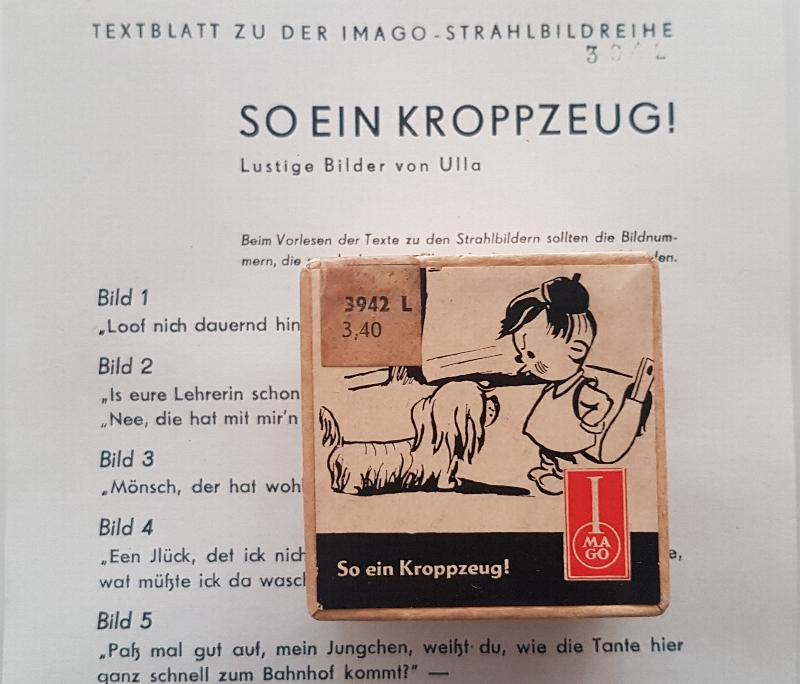 TEXTBLATT ZU DER IMAGO-STRAHLBILDREIHE
SO EIN KROPPZEUG!
Lustige Bilder von Ulla
Beim Vorlesen der Texte zu den Strahlbildern sollten die Bildnum-
mern, die
Bild 1
„Loof nich dauernd hin
Bild 2
„Is eure Lehrerin schon
„Nee, die hat mit mir'n
Bild 3
„Mönsch, der hat wohl
Bild 4
„Een Jlück, det ick nich
wat müßte ick da wasch
Bild 5
„Paß mal gut auf, mein Jungchen, weißt du, wie die Tante hier
ganz schnell zum Bahnhof kommt?" —
3942 L
3,40
So ein Kroppzeug!
I
MA
GO